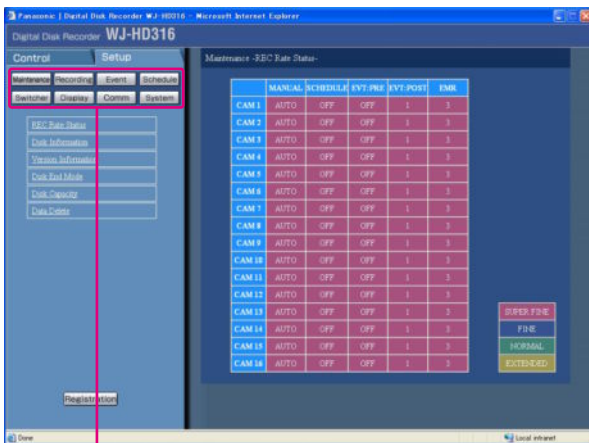 Panasonic | Digital Disk Recorder WJ-HD316 - Microsoft Internet Explorer
Digital Disk Recorder WJ-HD316
Control Setup
Maintenance Recording Event Schedule
Switcher Display Comm System
REC Rate Status
Disk Information
Version Information
Disk End Mode
Disk Capacity
Data Delete
Registration
Maintenance -REC Rate Status-
MANUAL SCHEDULE EVT:PRE EVT:POST EMR
CAM 1 AUTO OFF OFF 1 3
CAM 2 AUTO OFF OFF 1 3
CAM 3 AUTO OFF OFF 1 3
CAM 4 AUTO OFF OFF 1 3
CAM 5 AUTO OFF OFF 1 3
CAM 6 AUTO OFF OFF 1 3
CAM 7 AUTO OFF OFF 1 3
CAM 8 AUTO OFF OFF 1 3
CAM 9 AUTO OFF OFF 1 3
CAM 10 AUTO OFF OFF 1 3
CAM 11 AUTO OFF OFF 1 3
CAM 12 AUTO OFF OFF 1 3
CAM 13 AUTO OFF OFF 1 3
CAM 14 AUTO OFF OFF 1 3
CAM 15 AUTO OFF OFF 1 3
CAM 16 AUTO OFF OFF 1 3
SUPER FINE
FINE
NORMAL
EXTENDED
Done
Local intranet